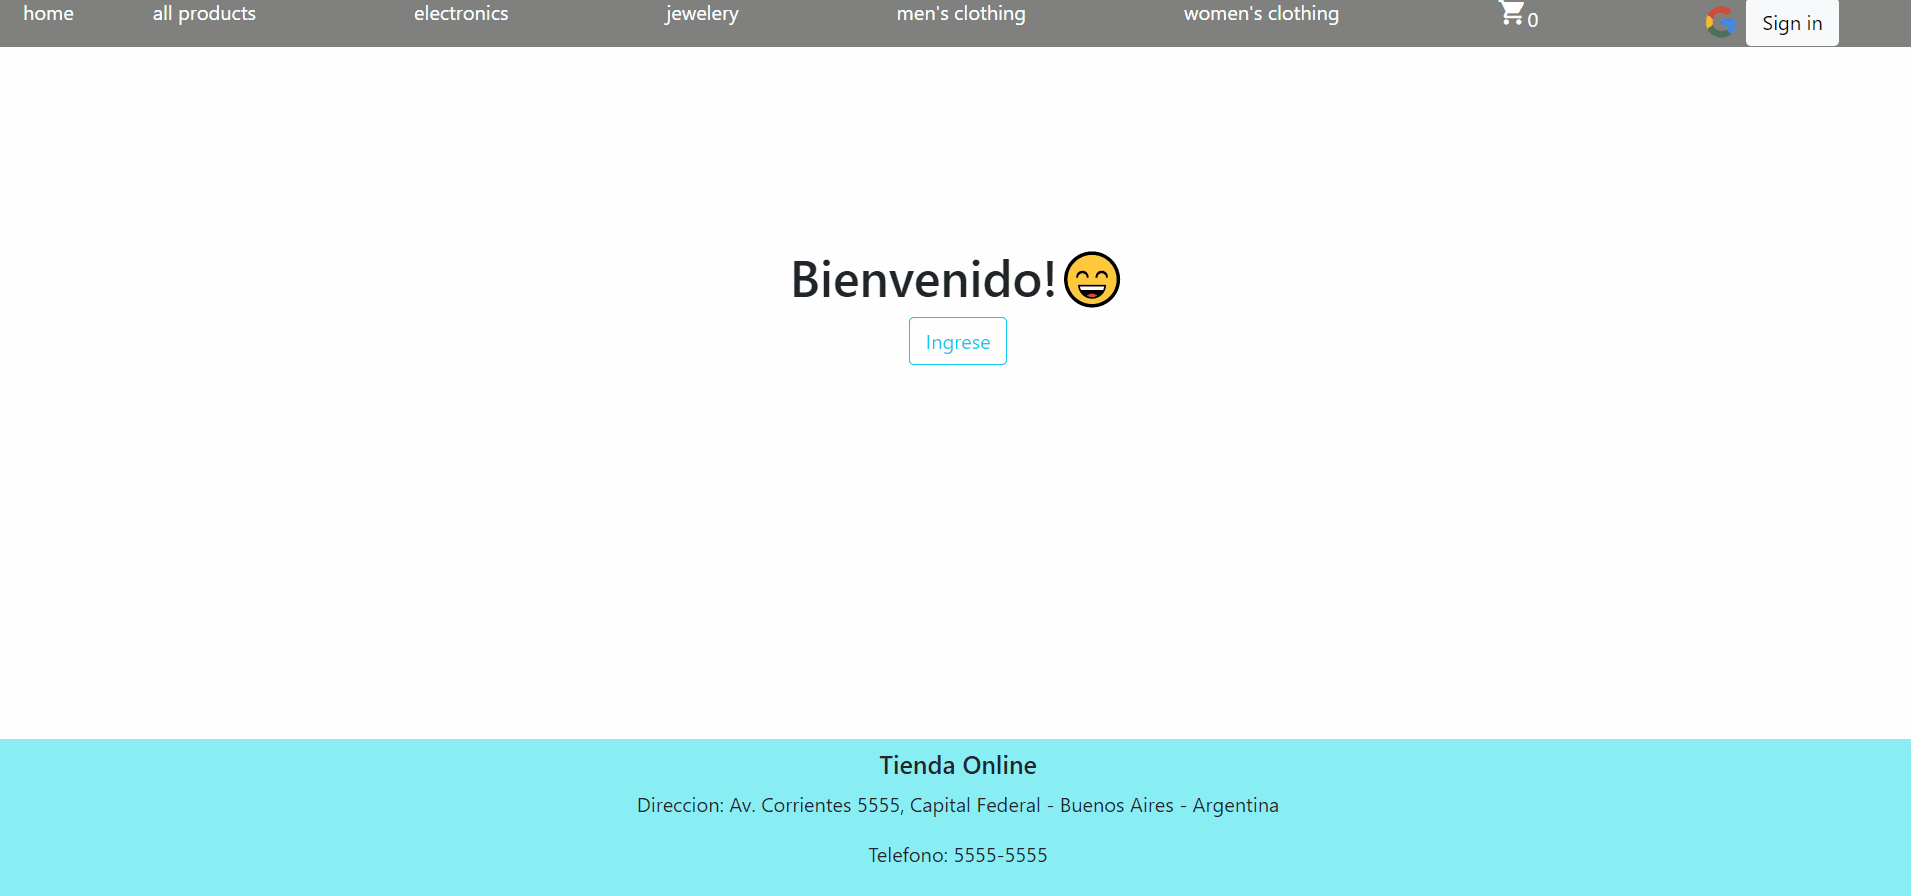 home all products electronics jewelery men's clothing women's clothing 0 Sign in
Bienvenido!
Ingrese
Tienda Online
Direccion: Av. Corrientes 5555, Capital Federal - Buenos Aires - Argentina
Telefono: 5555-5555